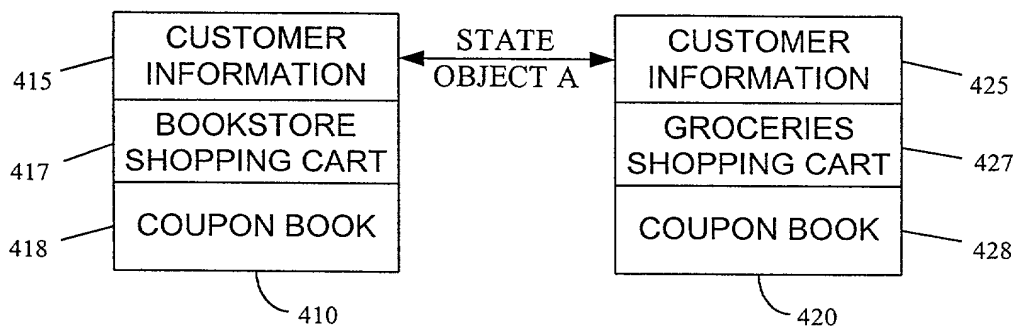 CUSTOMER
INFORMATION
415
BOOKSTORE
SHOPPING CART
417
COUPON BOOK
418
410
STATE
OBJECT A
CUSTOMER
INFORMATION
425
GROCERIES
SHOPPING CART
427
COUPON BOOK
428
420